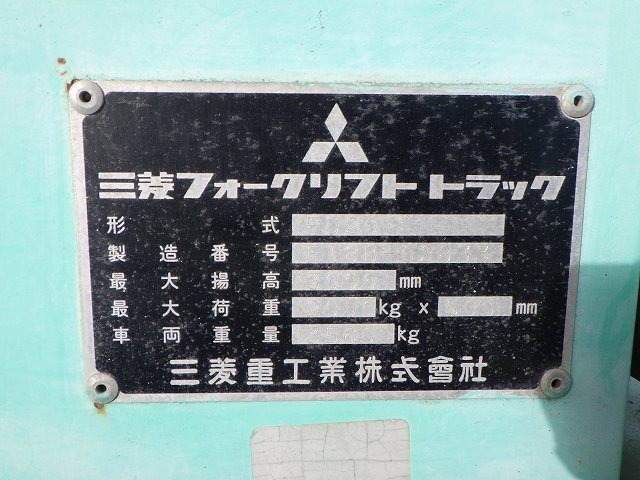 三菱フォークリフト トラック
形 式
製 造 番 号
最 大 揚 高 mm
最 大 荷 重 kg x mm
車 両 重 量 kg
三菱重工業株式會社